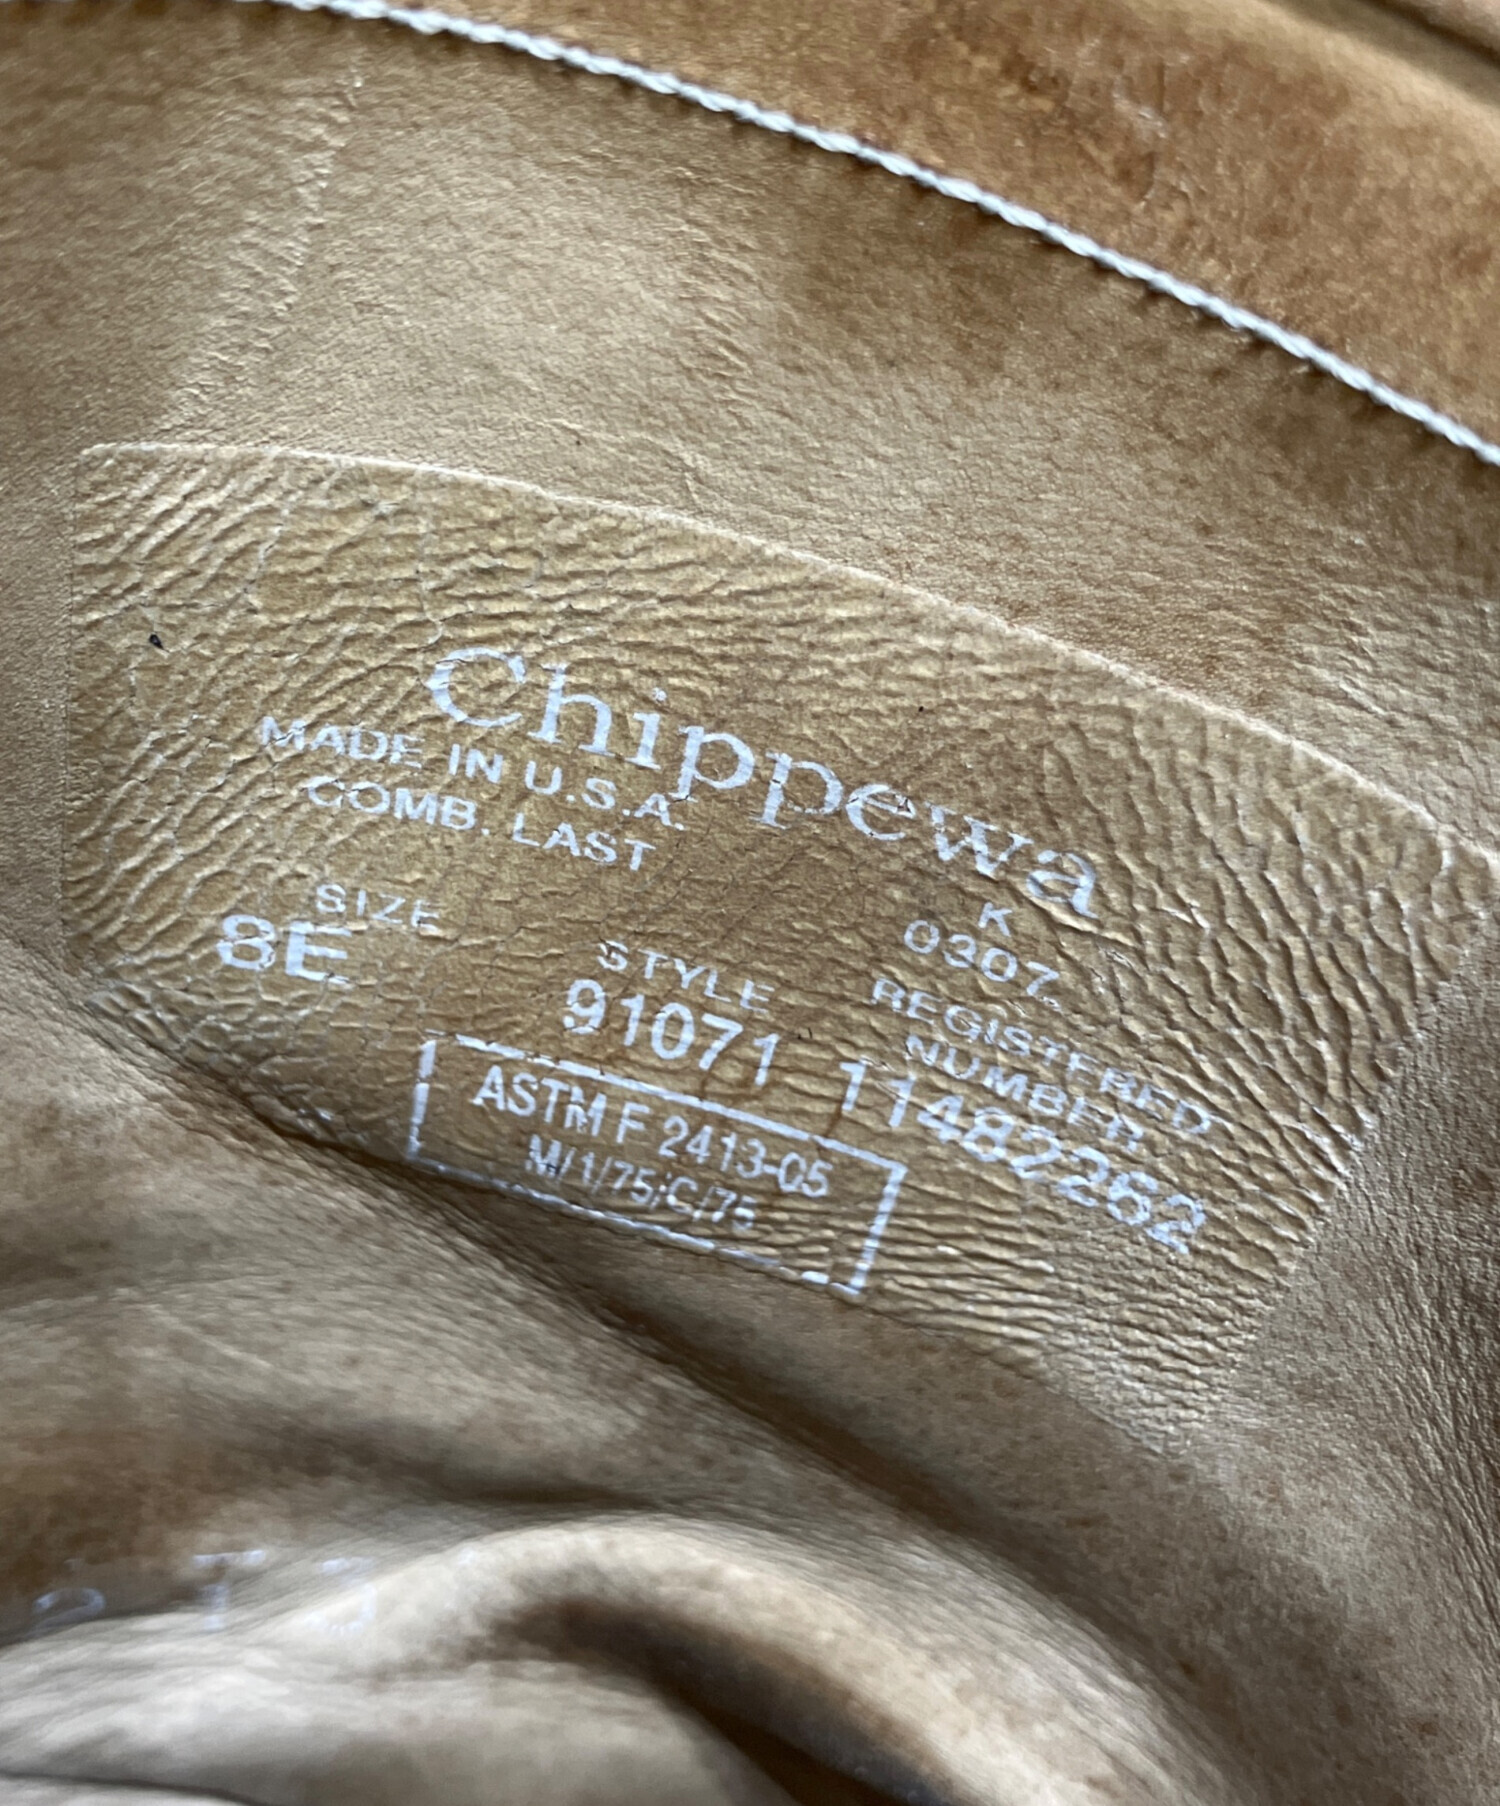 Chippewa
MADE IN U.S.A.
COMB. LAST
K
0307
SIZE
8E
STYLE
91071
REGISTERED
NUMBER
11482262
ASTM F 2413-05
M/1/75/C/75